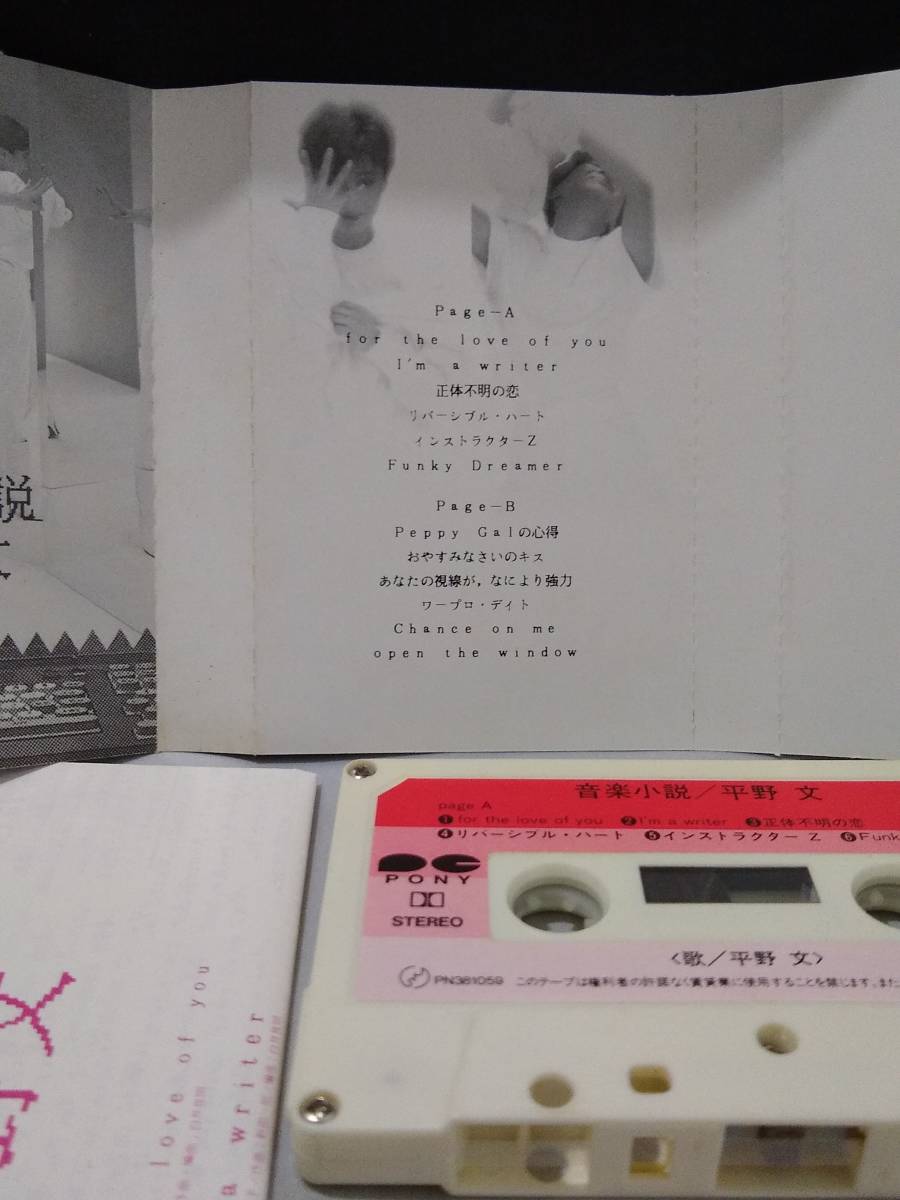 Page－A
for the love of you
I'm a writer
正体不明の恋
リバーシブル・ハート
インストラクターZ
Funky Dreamer
Page－B
Peppy Galの心得
おやすみなさいのキス
あなたの視線が，なにより強力
ワープロ・デイト
Chance on me
open the window
説
音楽小説／平野 文
page A
❶for the love of you ❷I'm a writer ❸正体不明の恋
❹リバーシブル・ハート ❺インストラクター Z ❻Funk
PONY
STEREO
〈歌／平野 文〉
PN381059 このテープは権利者の許諾なく賃貸業に使用することを禁じます。また
文
love of you
a writer